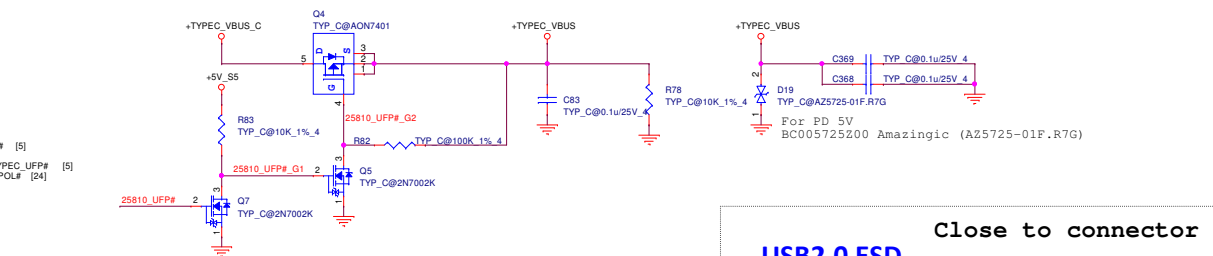 Q4
TYP_C@AON7401
+TYPEC_VBUS_C
+TYPEC_VBUS
+TYPEC_VBUS
5
D
S
G
3
2
1
4
+5V_S5
R83
TYP_C@10K_1%_4
25810_UFP#_G2
R82
TYP_C@100K_1%_4
C83
TYP_C@0.1u/25V_4
R78
TYP_C@10K_1%_4
C369
TYP_C@0.1u/25V_4
C368
TYP_C@0.1u/25V_4
2
D19
TYP_C@AZ5725-01F.R7G
1
For PD 5V
BC005725Z00 Amazingic (AZ5725-01F.R7G)
# [5]
YPEC_UFP# [5]
POL# [24]
25810_UFP#_G1
2
3
Q5
TYP_C@2N7002K
1
25810_UFP#
2
3
Q7
TYP_C@2N7002K
1
Close to connector
USB2.0 ESD